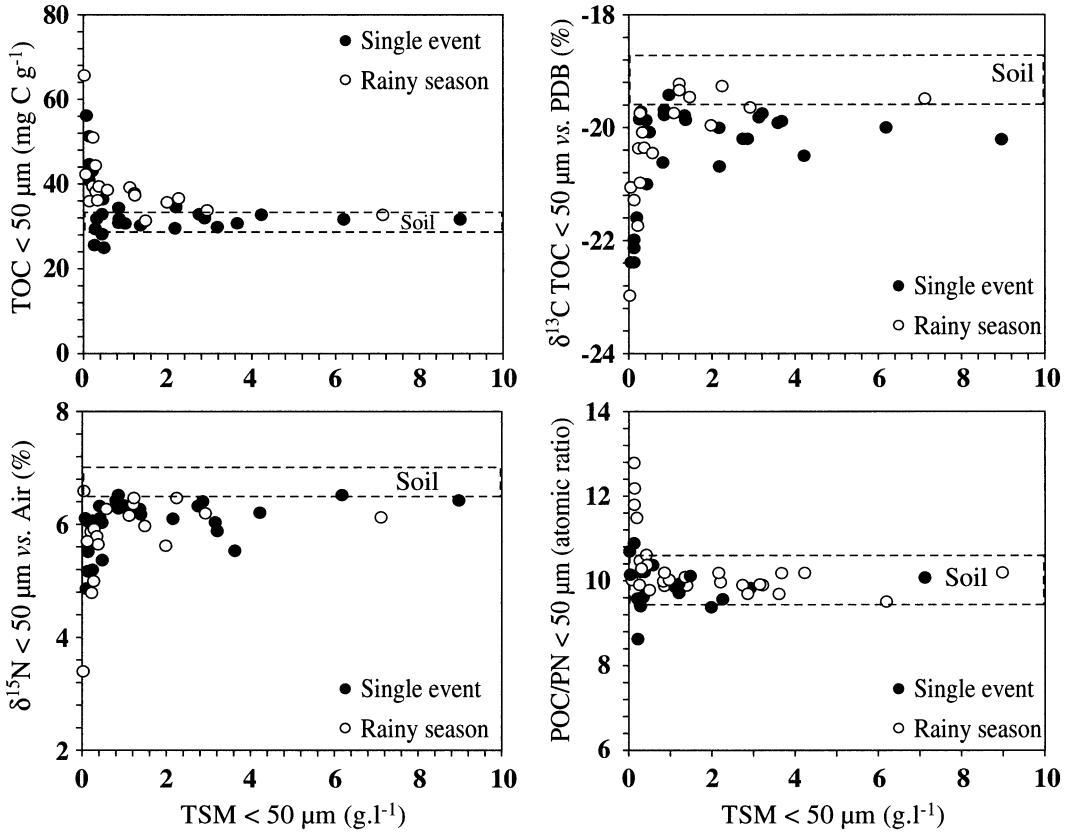 TOC < 50 µm (mg C g⁻¹)
80
60
40
20
0
0 2 4 6 8 10
Single event
Rainy season
Soil
δ¹³C TOC < 50 µm vs. PDB (%)
-18
-20
-22
-24
0 2 4 6 8 10
Soil
Single event
Rainy season
δ¹⁵N < 50 µm vs. Air (%)
8
6
4
2
0 2 4 6 8 10
TSM < 50 µm (g.l⁻¹)
Soil
Single event
Rainy season
POC/PN < 50 µm (atomic ratio)
14
12
10
8
6
0 2 4 6 8 10
TSM < 50 µm (g.l⁻¹)
Soil
Single event
Rainy season